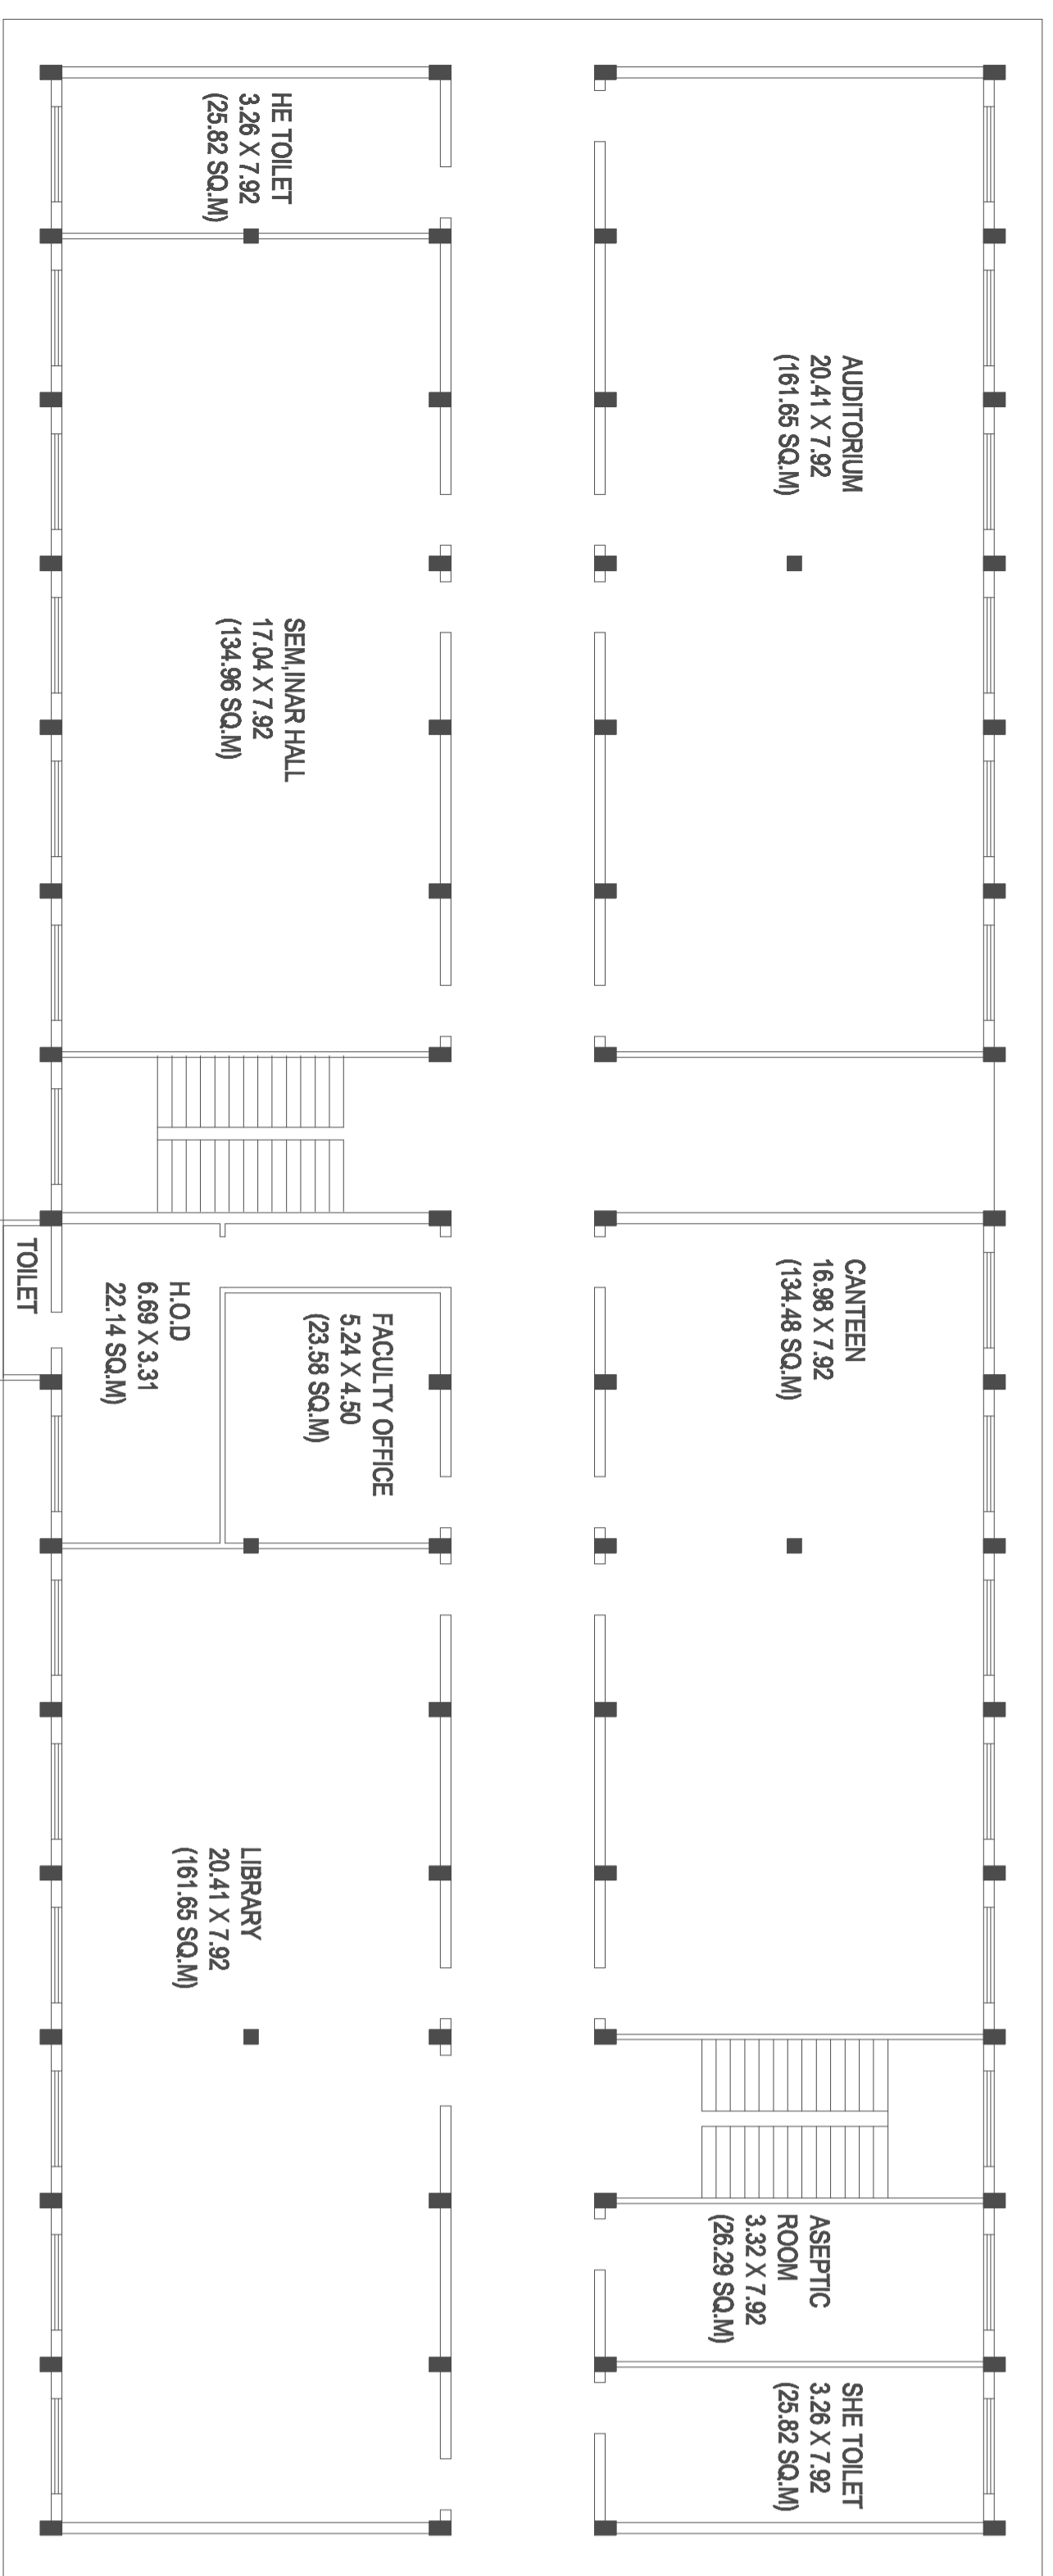 AUDITORIUM
20.41 X 7.92
(161.65 SQ.M)
CANTEEN
16.98 X 7.92
(134.48 SQ.M)
ASEPTIC
ROOM
3.32 X 7.92
(26.29 SQ.M)
SHE TOILET
3.26 X 7.92
(25.82 SQ.M)
HE TOILET
3.26 X 7.92
(25.82 SQ.M)
SEM,INAR HALL
17.04 X 7.92
(134.96 SQ.M)
FACULTY OFFICE
5.24 X 4.50
(23.58 SQ.M)
H.O.D
6.69 X 3.31
22.14 SQ.M)
TOILET
LIBRARY
20.41 X 7.92
(161.65 SQ.M)